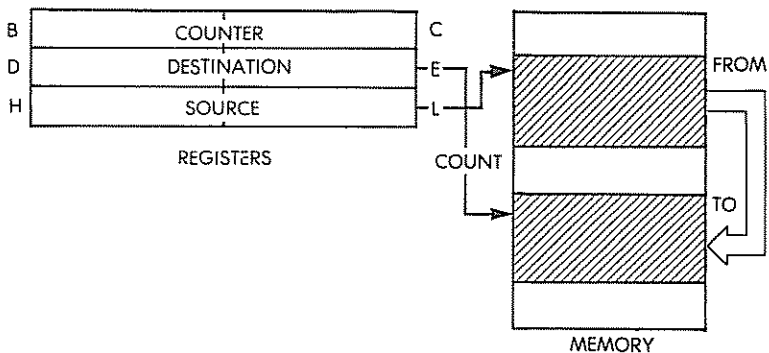 B COUNTER C
D DESTINATION E
H SOURCE L
REGISTERS
COUNT
FROM
TO
MEMORY